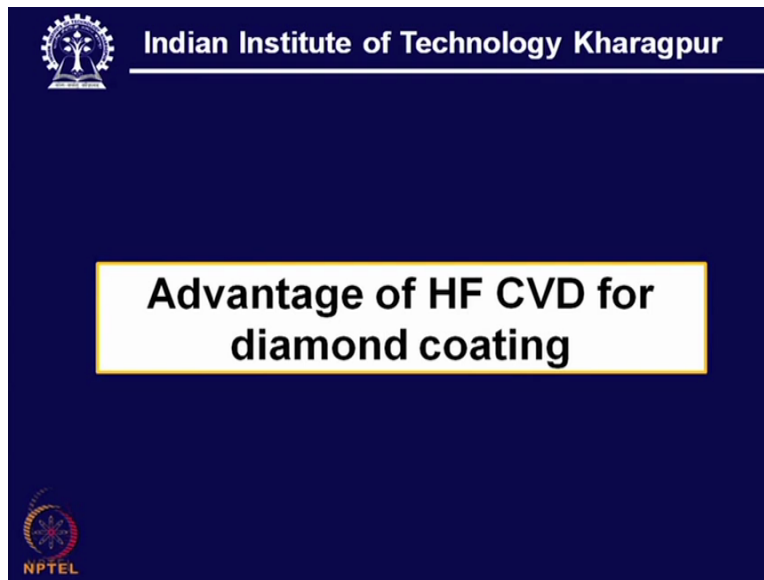 Indian Institute of Technology Kharagpur
Advantage of HF CVD for
diamond coating
NPTEL